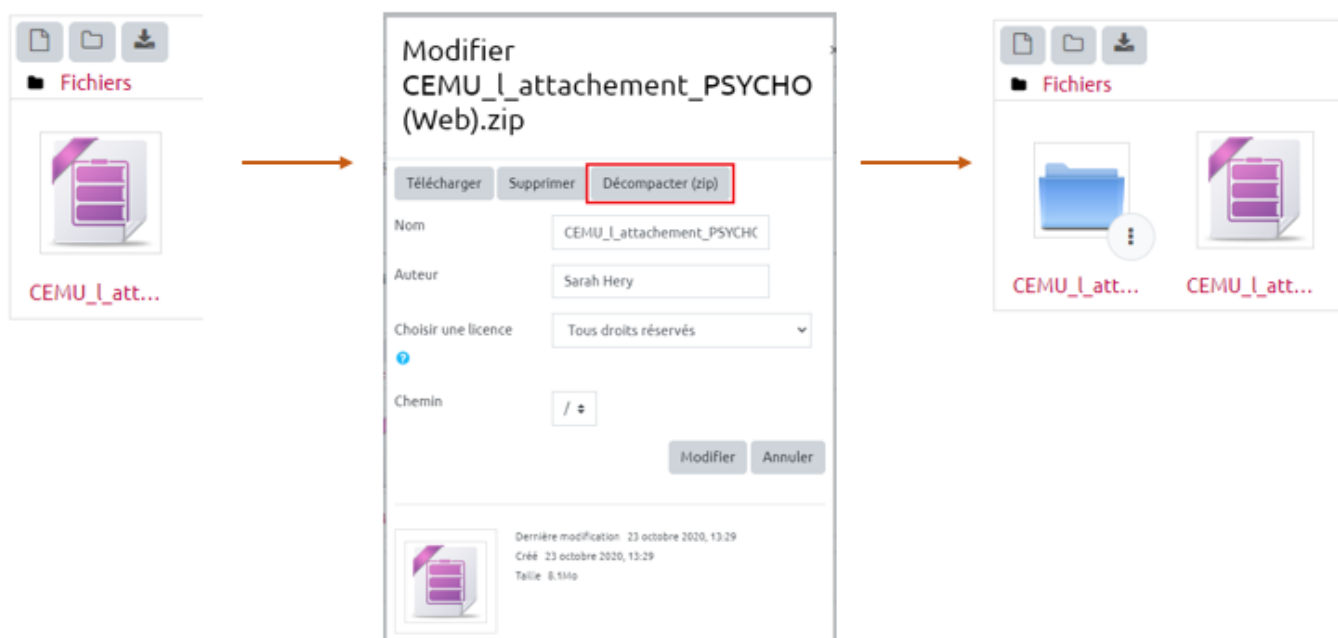 Fichiers
CEMU_l_att...
Modifier
CEMU_l_attachement_PSYCHO
(Web).zip
Télécharger Supprimer Décompacter (zip)
Nom CEMU_l_attachement_PSYCHC
Auteur Sarah Hery
Choisir une licence Tous droits réservés
Chemin /
Modifier Annuler
Dernière modification 23 octobre 2020, 13:29
Créé 23 octobre 2020, 13:29
Taille 8.1Mo
Fichiers
CEMU_l_att... CEMU_l_att...